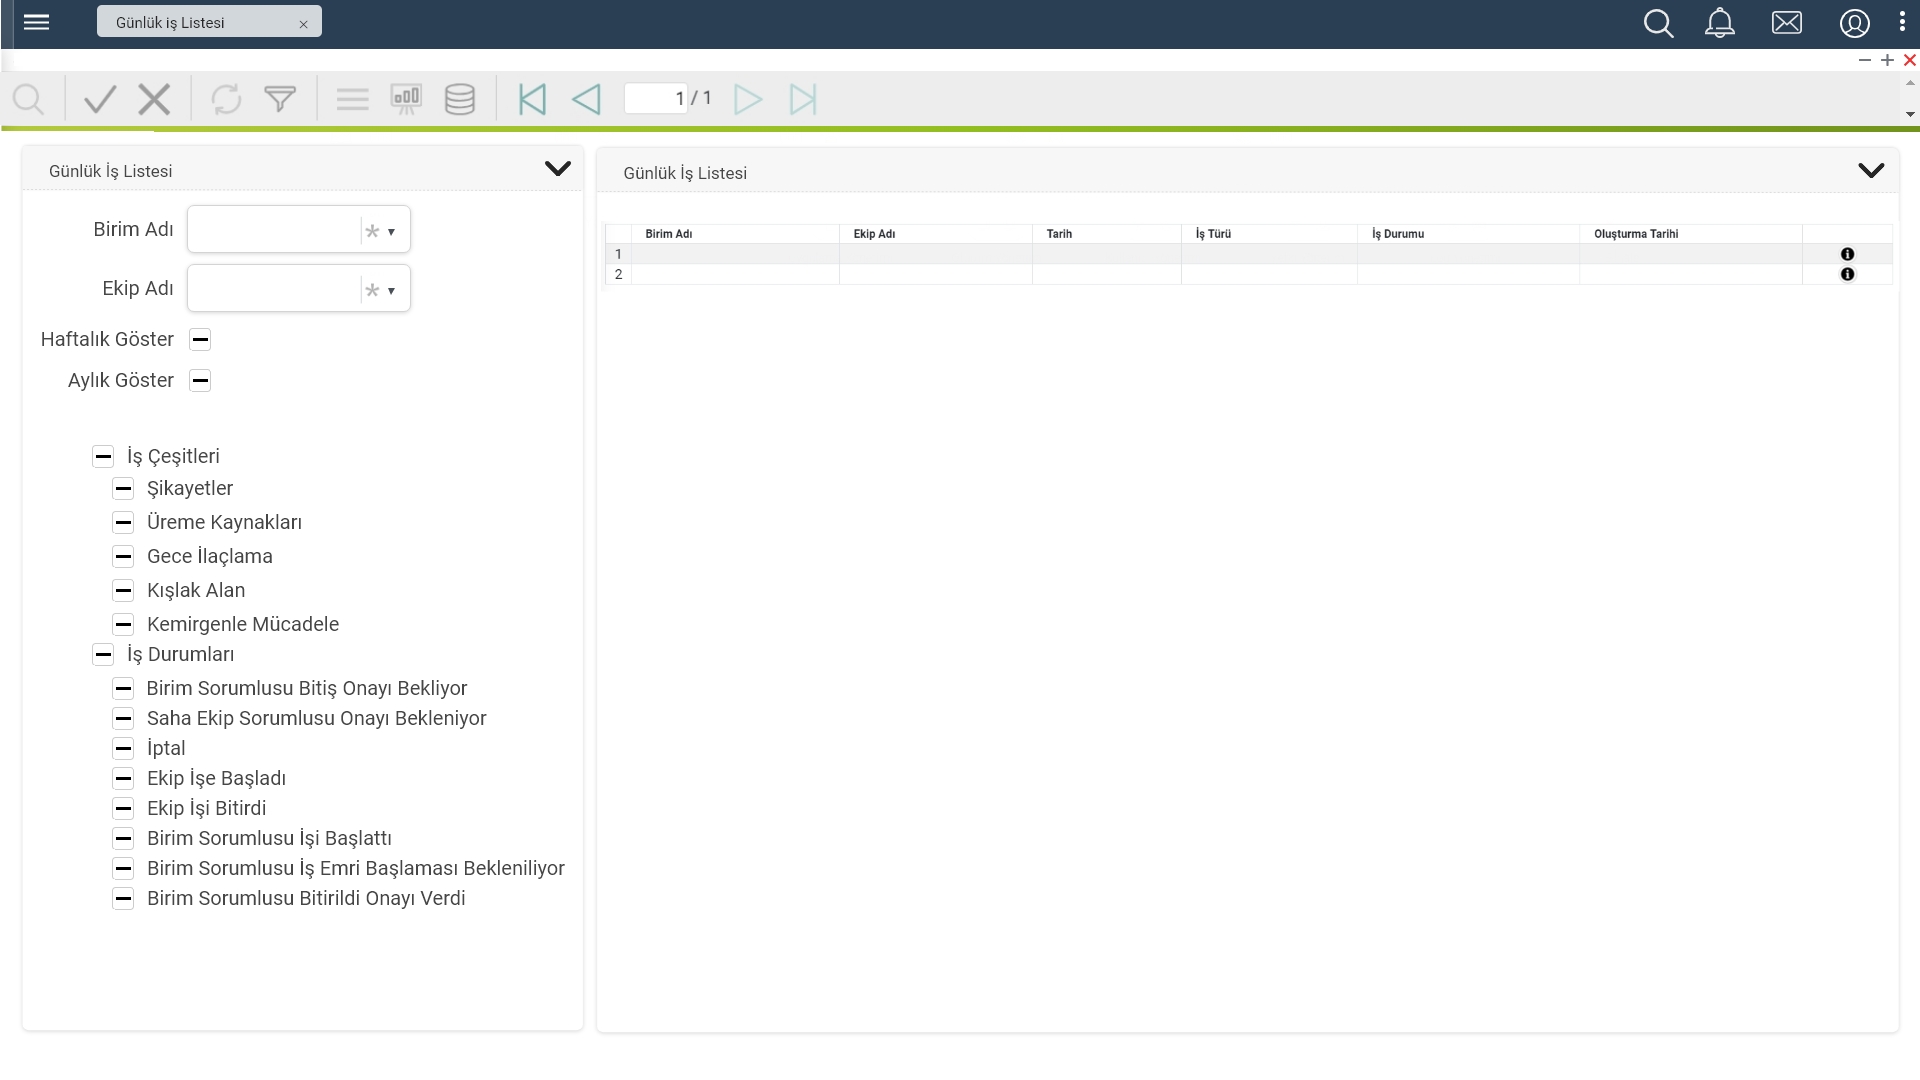 Günlük iş Listesi
1 / 1
Günlük İş Listesi
Birim Adı
Ekip Adı
Haftalık Göster
Aylık Göster
İş Çeşitleri
Şikayetler
Üreme Kaynakları
Gece İlaçlama
Kışlak Alan
Kemirgenle Mücadele
İş Durumları
Birim Sorumlusu Bitiş Onayı Bekliyor
Saha Ekip Sorumlusu Onayı Bekleniyor
İptal
Ekip İşe Başladı
Ekip İşi Bitirdi
Birim Sorumlusu İşi Başlattı
Birim Sorumlusu İş Emri Başlaması Bekleniliyor
Birim Sorumlusu Bitirildi Onayı Verdi
Günlük İş Listesi
Birim Adı Ekip Adı Tarih İş Türü İş Durumu Oluşturma Tarihi
1
2